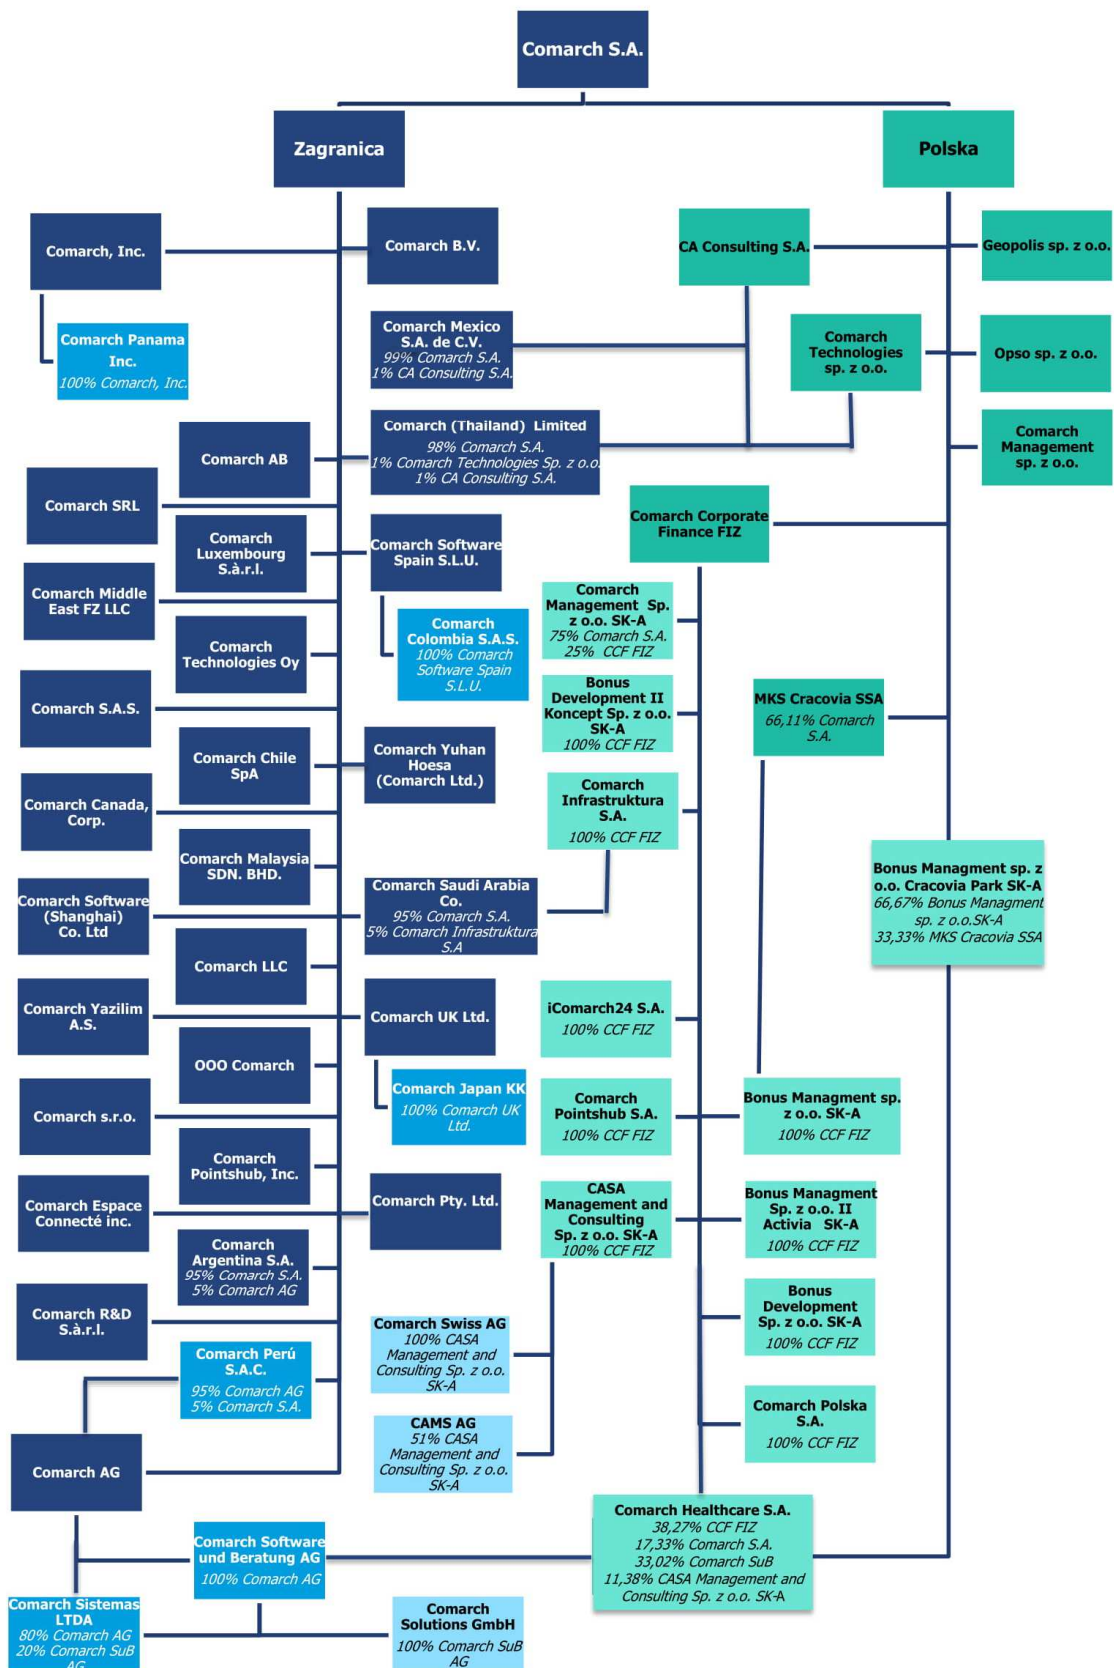 Comarch S.A.
Zagranica
Polska
Comarch, Inc.
Comarch B.V.
CA Consulting S.A.
Geopolis sp. z o.o.
Comarch Panama
Inc.
100% Comarch, Inc.
Comarch Mexico
S.A. de C.V.
99% Comarch S.A.
1% CA Consulting S.A.
Comarch
Technologies
sp. z o.o.
Opso sp. z o.o.
Comarch AB
Comarch (Thailand) Limited
98% Comarch S.A.
1% Comarch Technologies Sp. z o.o.
1% CA Consulting S.A.
Comarch
Management
sp. z o.o.
Comarch SRL
Comarch
Luxembourg
S.à.r.l.
Comarch Software
Spain S.L.U.
Comarch Corporate
Finance FIZ
Comarch Middle
East FZ LLC
Comarch
Technologies Oy
Comarch
Colombia S.A.S.
100% Comarch
Software Spain
S.L.U.
Comarch
Management Sp.
z o.o. SK-A
75% Comarch S.A.
25% CCF FIZ
Comarch S.A.S.
Bonus
Development II
Koncept Sp. z o.o.
SK-A
100% CCF FIZ
MKS Cracovia SSA
66,11% Comarch
S.A.
Comarch Chile
SpA
Comarch Yuhan
Hoesa
(Comarch Ltd.)
Comarch Canada,
Corp.
Comarch
Infrastruktura
S.A.
100% CCF FIZ
Comarch Malaysia
SDN. BHD.
Bonus Managment sp. z
o.o. Cracovia Park SK-A
66,67% Bonus Managment
sp. z o.o.SK-A
33,33% MKS Cracovia SSA
Comarch Software
(Shanghai)
Co. Ltd
Comarch Saudi Arabia
Co.
95% Comarch S.A.
5% Comarch Infrastruktura
S.A
Comarch LLC
Comarch Yazilim
A.S.
Comarch UK Ltd.
iComarch24 S.A.
100% CCF FIZ
OOO Comarch
Comarch Japan KK
100% Comarch UK
Ltd.
Comarch s.r.o.
Comarch
Pointshub S.A.
100% CCF FIZ
Bonus Managment sp.
z o.o. SK-A
100% CCF FIZ
Comarch
Pointshub, Inc.
Comarch Espace
Connecté inc.
Comarch Pty. Ltd.
CASA
Management and
Consulting
Sp. z o.o. SK-A
100% CCF FIZ
Bonus Managment
Sp. z o.o. II
Activia SK-A
100% CCF FIZ
Comarch
Argentina S.A.
95% Comarch S.A.
5% Comarch AG
Comarch R&D
S.à.r.l.
Comarch Swiss AG
100% CASA
Management and
Consulting Sp. z o.o.
SK-A
Bonus
Development
Sp. z o.o. SK-A
100% CCF FIZ
Comarch Perú
S.A.C.
95% Comarch AG
5% Comarch S.A.
CAMS AG
51% CASA
Management and
Consulting Sp. z o.o.
SK-A
Comarch Polska
S.A.
100% CCF FIZ
Comarch AG
Comarch Software
und Beratung AG
100% Comarch AG
Comarch Healthcare S.A.
38,27% CCF FIZ
17,33% Comarch S.A.
33,02% Comarch SuB
11,38% CASA Management and
Consulting Sp. z o.o. SK-A
Comarch Sistemas
LTDA
80% Comarch AG
20% Comarch SuB
AG
Comarch
Solutions GmbH
100% Comarch SuB
AG